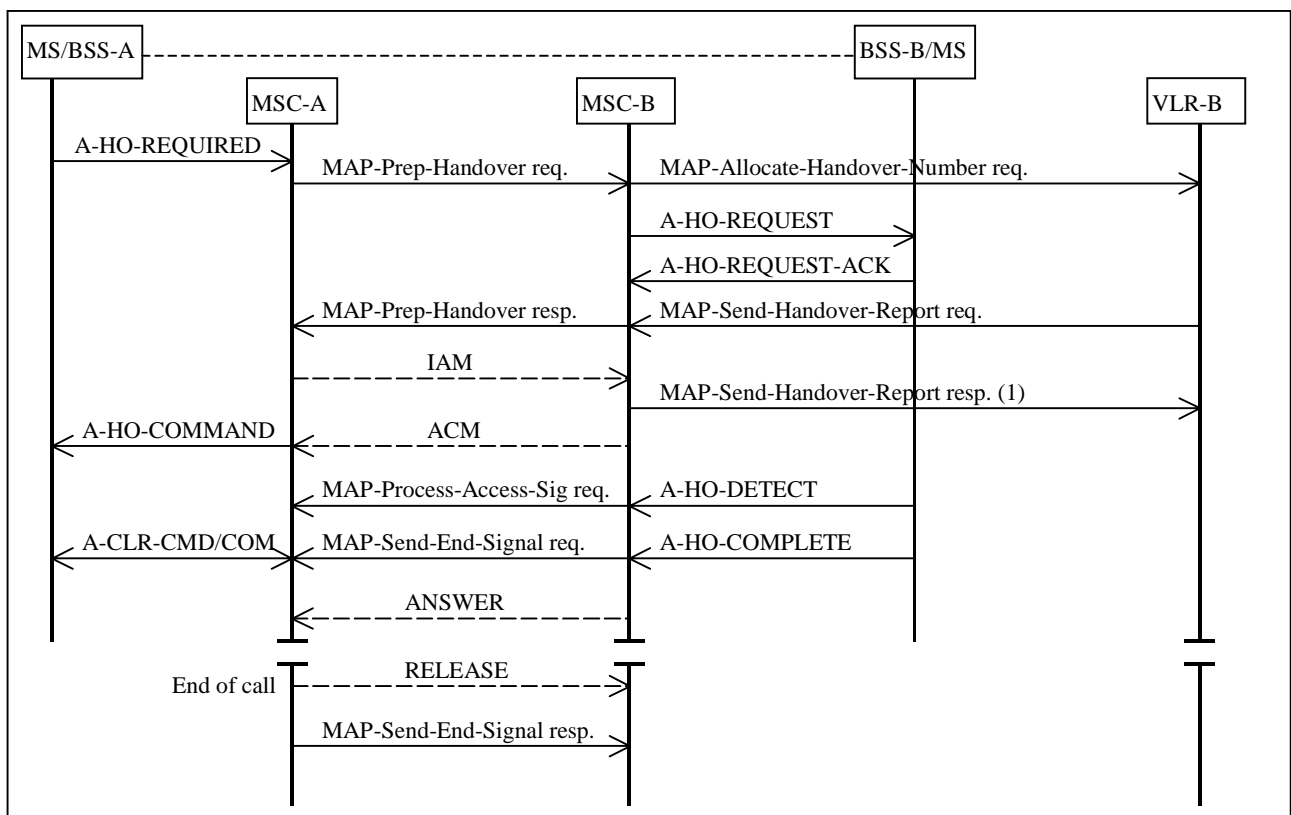 MS/BSS-A BSS-B/MS
MSC-A MSC-B VLR-B
A-HO-REQUIRED
MAP-Prep-Handover req. MAP-Allocate-Handover-Number req.
A-HO-REQUEST
A-HO-REQUEST-ACK
MAP-Prep-Handover resp. MAP-Send-Handover-Report req.
IAM
MAP-Send-Handover-Report resp. (1)
A-HO-COMMAND ACM
MAP-Process-Access-Sig req. A-HO-DETECT
A-CLR-CMD/COM MAP-Send-End-Signal req. A-HO-COMPLETE
ANSWER
End of call RELEASE
MAP-Send-End-Signal resp.